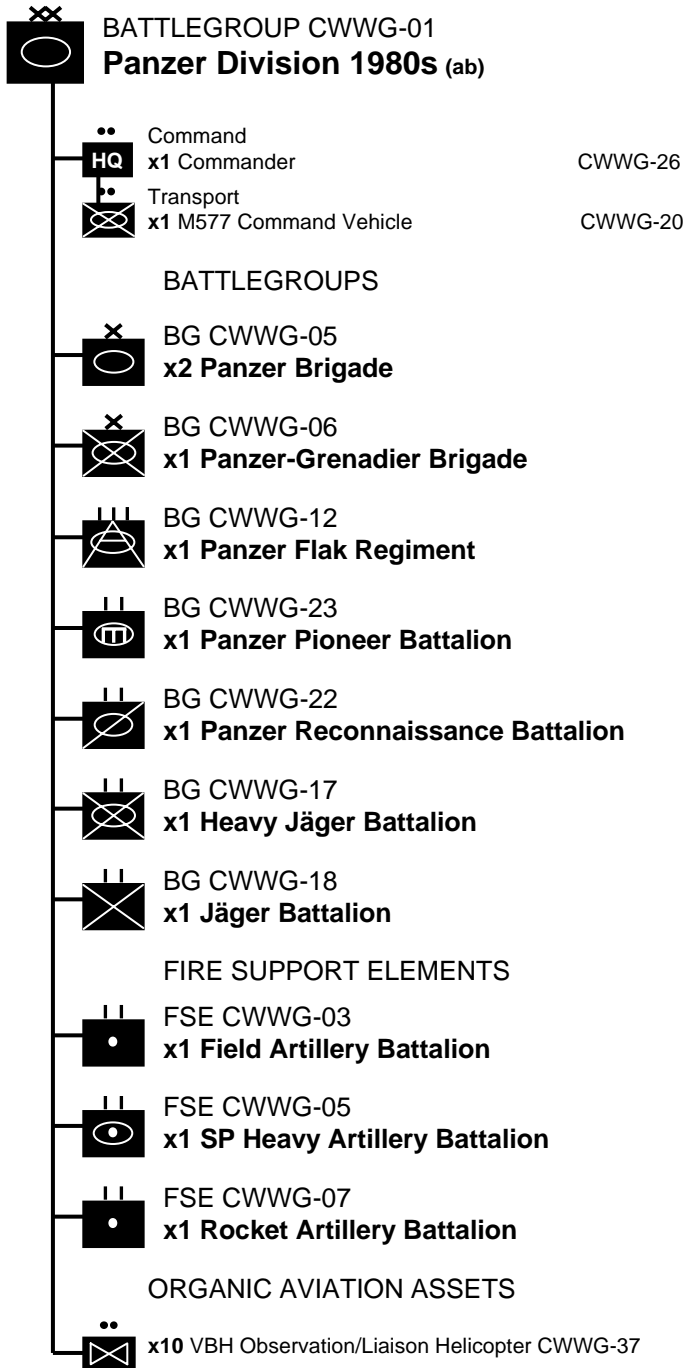 BATTLEGROUP CWWG-01
Panzer Division 1980s (ab)
Command
HQ x1 Commander CWWG-26
Transport
x1 M577 Command Vehicle CWWG-20
BATTLEGROUPS
BG CWWG-05
x2 Panzer Brigade
BG CWWG-06
x1 Panzer-Grenadier Brigade
BG CWWG-12
x1 Panzer Flak Regiment
BG CWWG-23
x1 Panzer Pioneer Battalion
BG CWWG-22
x1 Panzer Reconnaissance Battalion
BG CWWG-17
x1 Heavy Jäger Battalion
BG CWWG-18
x1 Jäger Battalion
FIRE SUPPORT ELEMENTS
FSE CWWG-03
x1 Field Artillery Battalion
FSE CWWG-05
x1 SP Heavy Artillery Battalion
FSE CWWG-07
x1 Rocket Artillery Battalion
ORGANIC AVIATION ASSETS
x10 VBH Observation/Liaison Helicopter CWWG-37